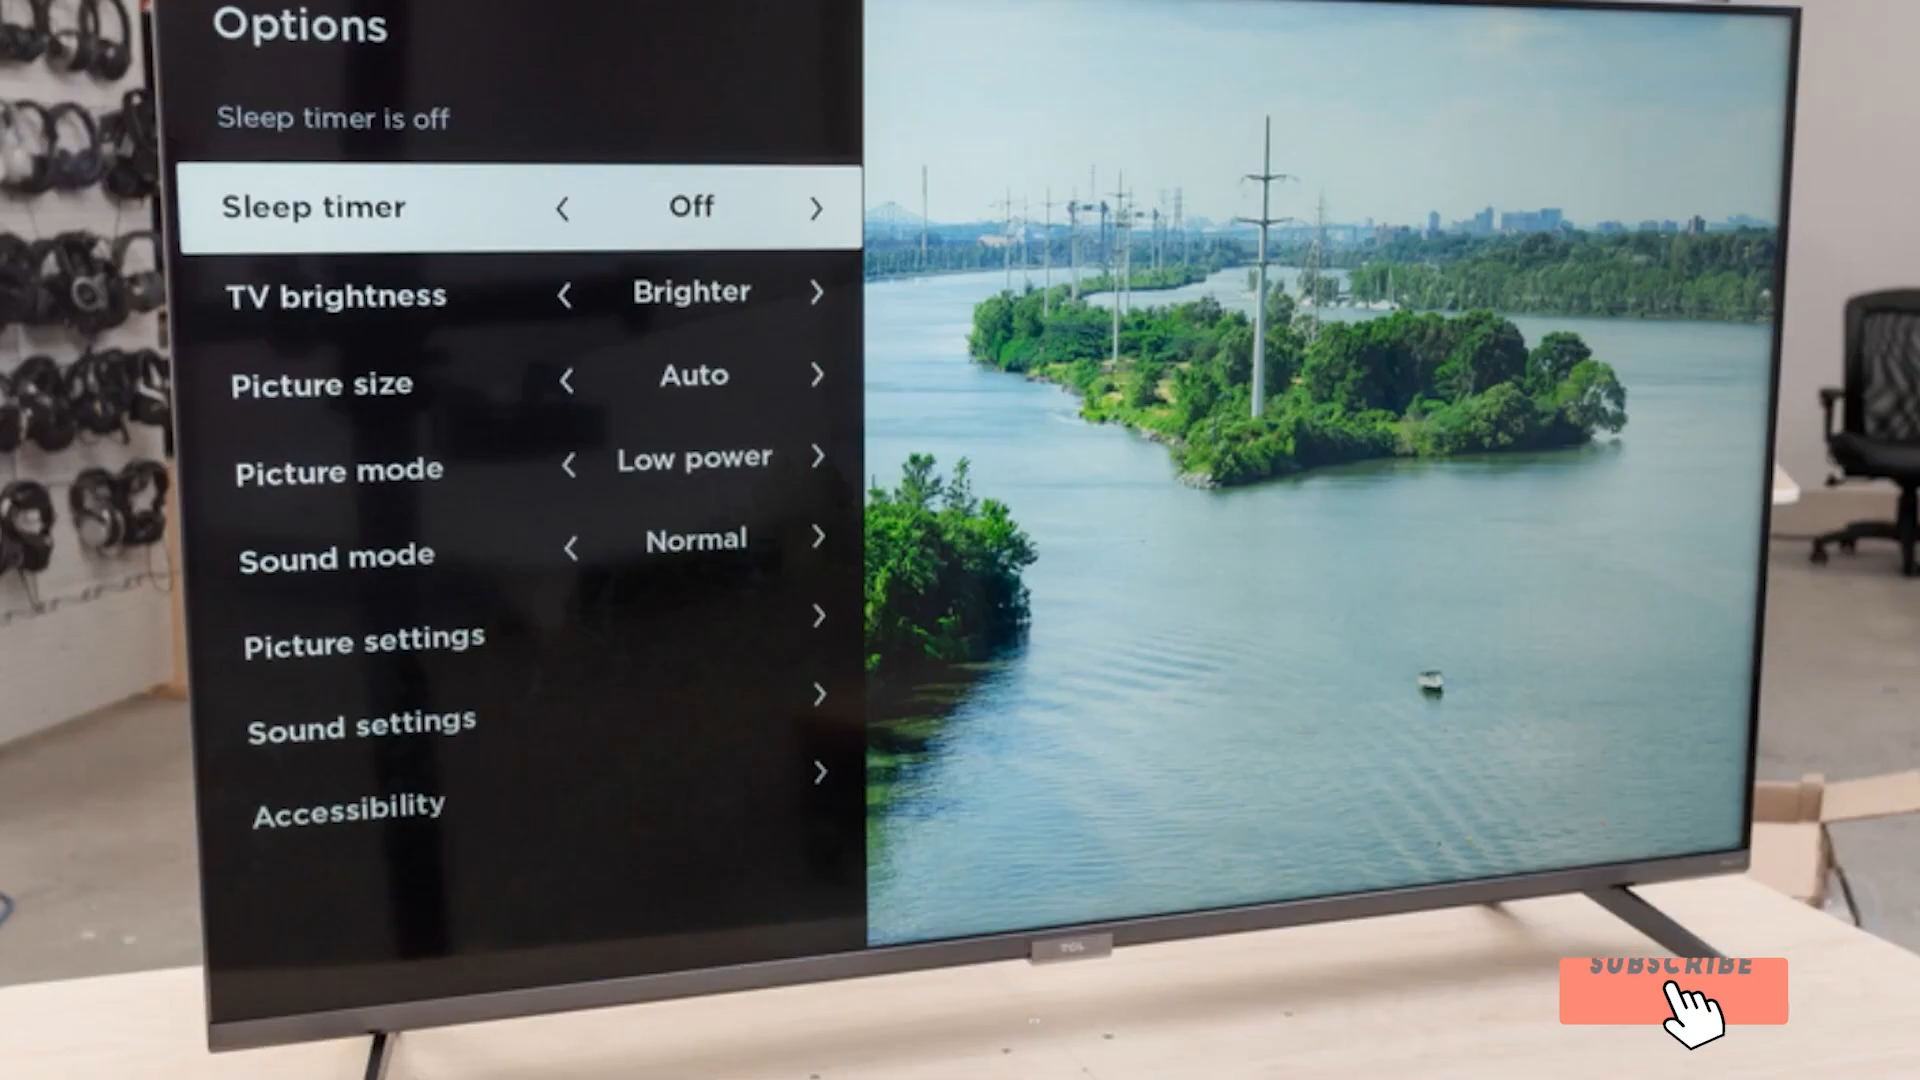 Options
Sleep timer is off
Sleep timer Off
TV brightness Brighter
Picture size Auto
Picture mode Low power
Sound mode Normal
Picture settings
Sound settings
Accessibility
TCL
SUBSCRIBE